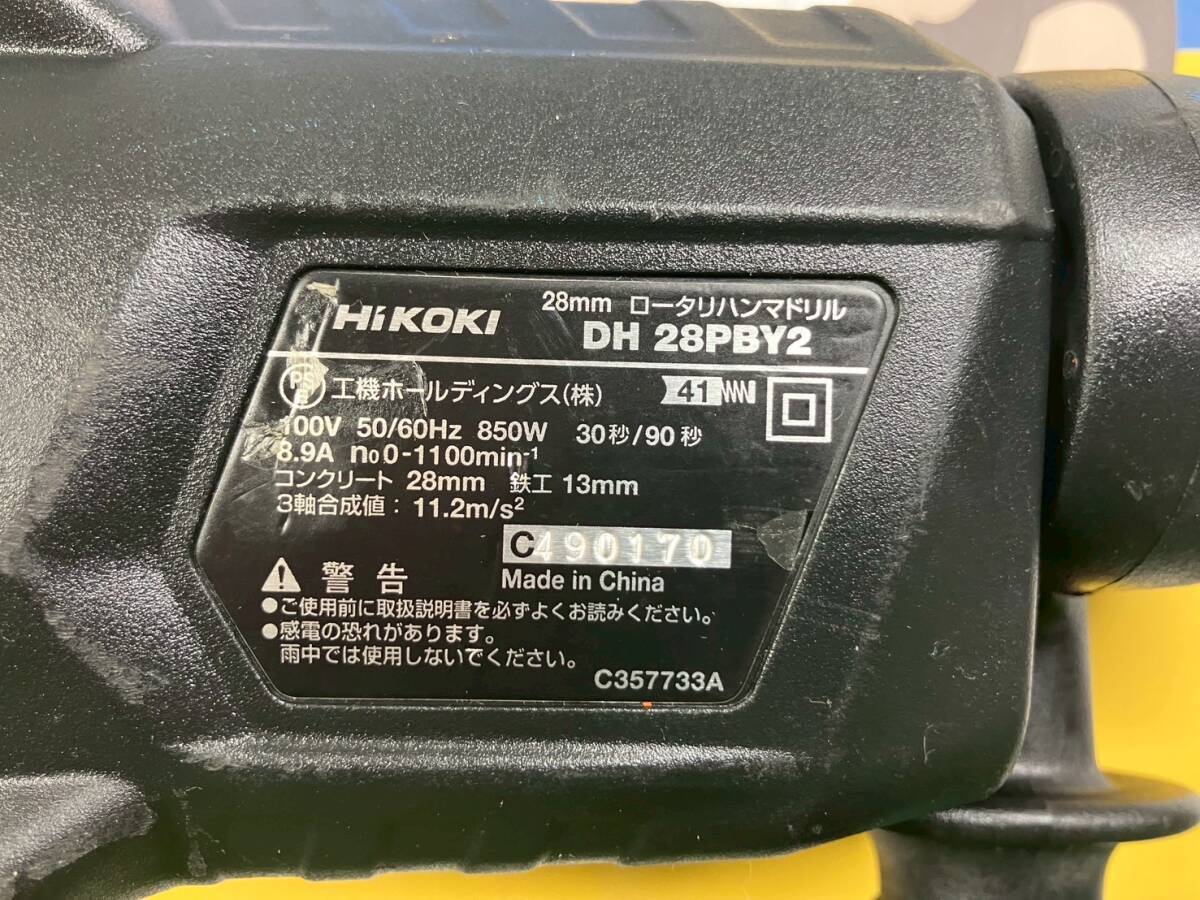 HiKOKI
28mm ロータリハンマドリル
DH 28PBY2
PS E 工機ホールディングス(株) 41
100V 50/60Hz 850W 30秒/90秒
8.9A n₀0-1100min⁻¹
コンクリート 28mm 鉄工 13mm
3軸合成値: 11.2m/s²
C490170
Made in China
警告
●ご使用前に取扱説明書を必ずよくお読みください。
●感電の恐れがあります。
雨中では使用しないでください。
C357733A